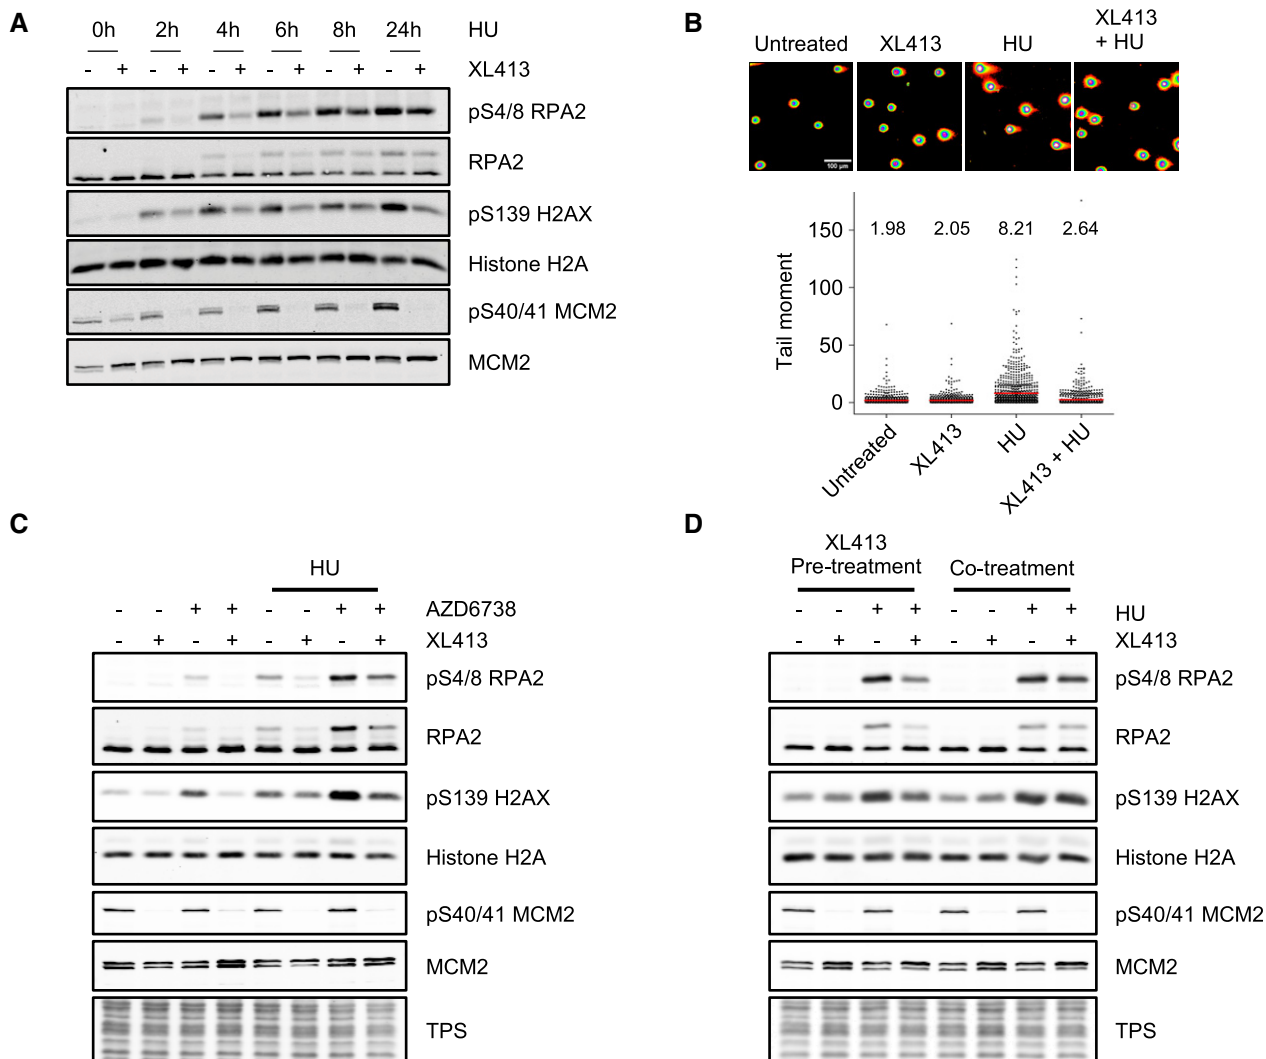 A
0h 2h 4h 6h 8h 24h HU
- + - + - + - + - + - + XL413
pS4/8 RPA2
RPA2
pS139 H2AX
Histone H2A
pS40/41 MCM2
MCM2
B
Untreated XL413 HU XL413
+ HU
100 µm
150 1.98 2.05 8.21 2.64
100
50
0
Tail moment
Untreated XL413 HU XL413 + HU
C
HU
- - + + - - + + AZD6738
- + - + - + - + XL413
pS4/8 RPA2
RPA2
pS139 H2AX
Histone H2A
pS40/41 MCM2
MCM2
TPS
D
XL413
Pre-treatment Co-treatment
- - + + - - + + HU
- + - + - + - + XL413
pS4/8 RPA2
RPA2
pS139 H2AX
Histone H2A
pS40/41 MCM2
MCM2
TPS